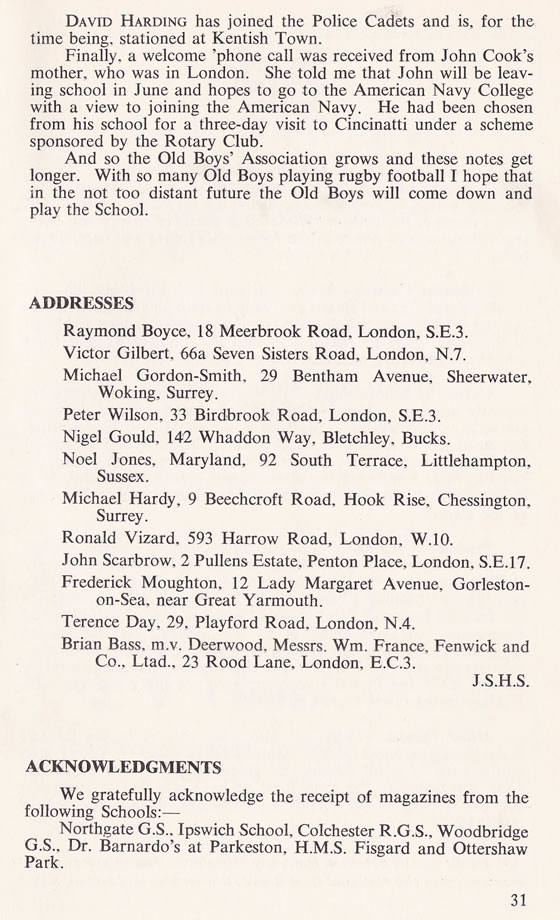 DAVID HARDING has joined the Police Cadets and is, for the
time being, stationed at Kentish Town.
Finally, a welcome 'phone call was received from John Cook's
mother, who was in London. She told me that John will be leav-
ing school in June and hopes to go to the American Navy College
with a view to joining the American Navy. He had been chosen
from his school for a three-day visit to Cincinatti under a scheme
sponsored by the Rotary Club.
And so the Old Boys' Association grows and these notes get
longer. With so many Old Boys playing rugby football I hope that
in the not too distant future the Old Boys will come down and
play the School.
ADDRESSES
Raymond Boyce, 18 Meerbrook Road, London, S.E.3.
Victor Gilbert, 66a Seven Sisters Road, London, N.7.
Michael Gordon-Smith, 29 Bentham Avenue, Sheerwater,
Woking, Surrey.
Peter Wilson, 33 Birdbrook Road, London, S.E.3.
Nigel Gould, 142 Whaddon Way, Bletchley, Bucks.
Noel Jones, Maryland, 92 South Terrace, Littlehampton,
Sussex.
Michael Hardy, 9 Beechcroft Road, Hook Rise, Chessington,
Surrey.
Ronald Vizard, 593 Harrow Road, London, W.10.
John Scarbrow, 2 Pullens Estate, Penton Place, London, S.E.17.
Frederick Moughton, 12 Lady Margaret Avenue, Gorleston-
on-Sea, near Great Yarmouth.
Terence Day, 29, Playford Road, London, N.4.
Brian Bass, m.v. Deerwood, Messrs. Wm. France, Fenwick and
Co., Ltad., 23 Rood Lane, London, E.C.3.
J.S.H.S.
ACKNOWLEDGMENTS
We gratefully acknowledge the receipt of magazines from the
following Schools:—
Northgate G.S., Ipswich School, Colchester R.G.S., Woodbridge
G.S., Dr. Barnardo's at Parkeston, H.M.S. Fisgard and Ottershaw
Park.
31